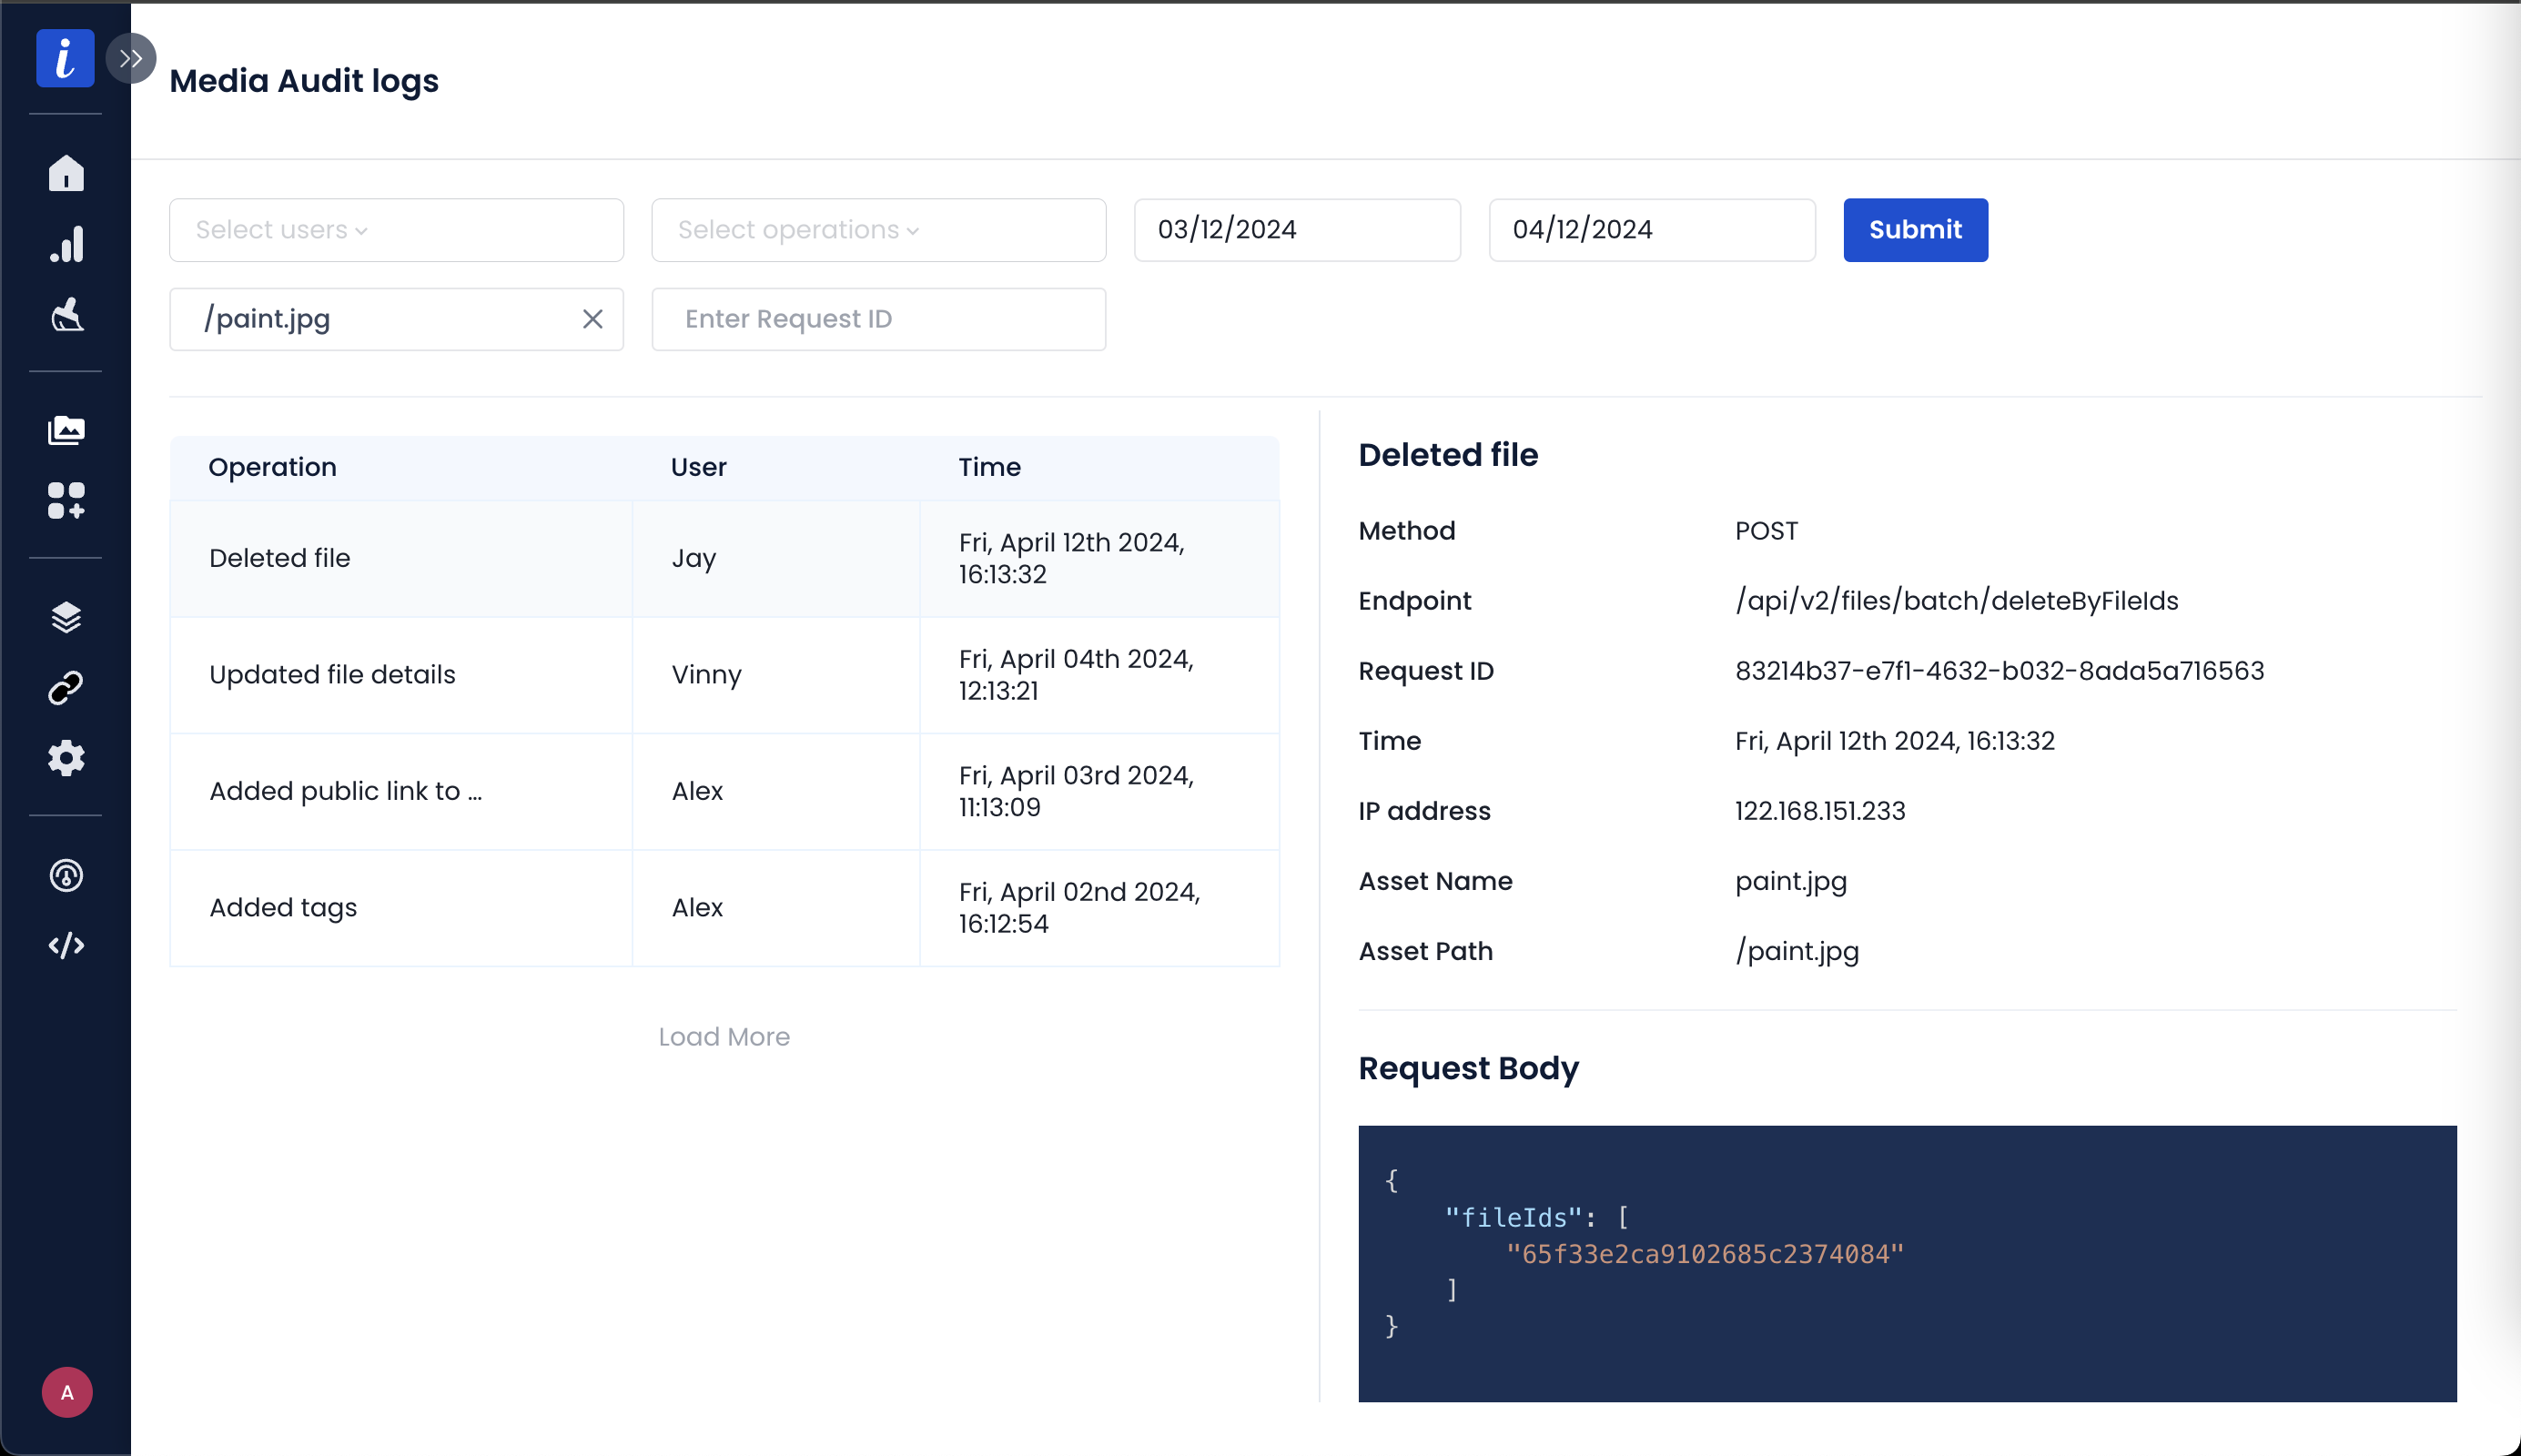 i
Media Audit logs
Select users
Select operations
03/12/2024
04/12/2024
Submit
/paint.jpg
Enter Request ID
Operation User Time
Deleted file Jay Fri, April 12th 2024,
16:13:32
Updated file details Vinny Fri, April 04th 2024,
12:13:21
Added public link to ... Alex Fri, April 03rd 2024,
11:13:09
Added tags Alex Fri, April 02nd 2024,
16:12:54
Load More
Deleted file
Method POST
Endpoint /api/v2/files/batch/deleteByFileIds
Request ID 83214b37-e7f1-4632-b032-8ada5a716563
Time Fri, April 12th 2024, 16:13:32
IP address 122.168.151.233
Asset Name paint.jpg
Asset Path /paint.jpg
Request Body
{
"fileIds": [
"65f33e2ca9102685c2374084"
]
}
A